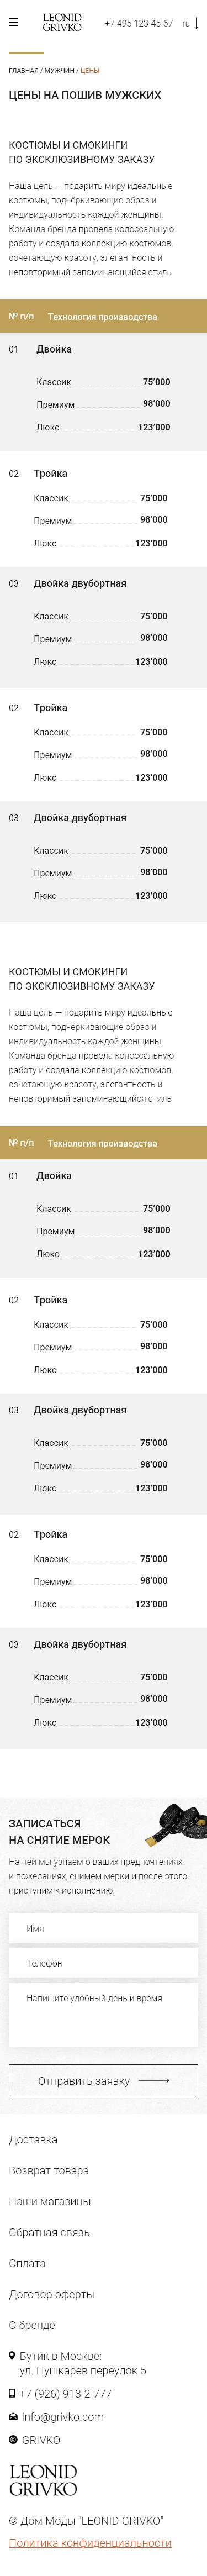 LEONID
GRIVKO
+7 495 123-45-67 ru
ГЛАВНАЯ / МУЖЧИН / ЦЕНЫ
ЦЕНЫ НА ПОШИВ МУЖСКИХ
КОСТЮМЫ И СМОКИНГИ
ПО ЭКСКЛЮЗИВНОМУ ЗАКАЗУ
Наша цель — подарить миру идеальные
костюмы, подчёркивающие образ и
индивидуальность каждой женщины.
Команда бренда провела колоссальную
работу и создала коллекцию костюмов,
сочетающую красоту, элегантность и
неповторимый запоминающийся стиль
№ п/п Технология производства
01 Двойка
Классик 75'000
Премиум 98'000
Люкс 123'000
02 Тройка
Классик 75'000
Премиум 98'000
Люкс 123'000
03 Двойка двубортная
Классик 75'000
Премиум 98'000
Люкс 123'000
02 Тройка
Классик 75'000
Премиум 98'000
Люкс 123'000
03 Двойка двубортная
Классик 75'000
Премиум 98'000
Люкс 123'000
КОСТЮМЫ И СМОКИНГИ
ПО ЭКСКЛЮЗИВНОМУ ЗАКАЗУ
Наша цель — подарить миру идеальные
костюмы, подчёркивающие образ и
индивидуальность каждой женщины.
Команда бренда провела колоссальную
работу и создала коллекцию костюмов,
сочетающую красоту, элегантность и
неповторимый запоминающийся стиль
№ п/п Технология производства
01 Двойка
Классик 75'000
Премиум 98'000
Люкс 123'000
02 Тройка
Классик 75'000
Премиум 98'000
Люкс 123'000
03 Двойка двубортная
Классик 75'000
Премиум 98'000
Люкс 123'000
02 Тройка
Классик 75'000
Премиум 98'000
Люкс 123'000
03 Двойка двубортная
Классик 75'000
Премиум 98'000
Люкс 123'000
ЗАПИСАТЬСЯ
НА СНЯТИЕ МЕРОК
На ней мы узнаем о ваших предпочтениях
и пожеланиях, снимем мерки и после этого
приступим к исполнению.
Имя
Телефон
Напишите удобный день и время
Отправить заявку
Доставка
Возврат товара
Наши магазины
Обратная связь
Оплата
Договор оферты
О бренде
Бутик в Москве:
ул. Пушкарев переулок 5
+7 (926) 918-2-777
info@grivko.com
GRIVKO
LEONID
GRIVKO
© Дом Моды "LEONID GRIVKO"
Политика конфиденциальности